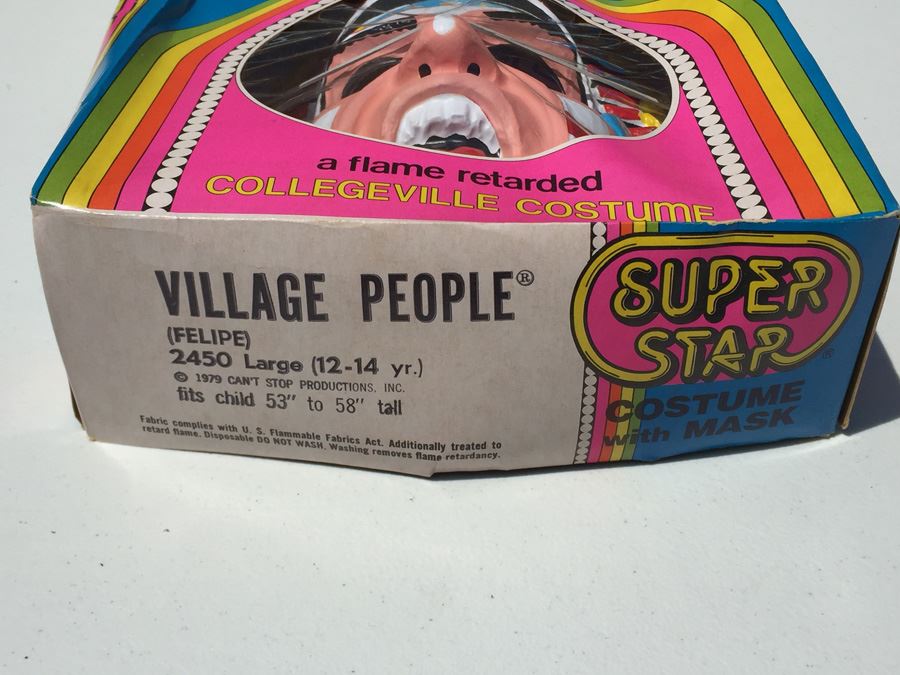 a flame retarded
COLLEGEVILLE COSTUME
VILLAGE PEOPLE®
(FELIPE)
2450 Large (12-14 yr.)
© 1979 CAN'T STOP PRODUCTIONS, INC.
fits child 53" to 58" tall
Fabric complies with U. S. Flammable Fabrics Act. Additionally treated to
retard flame. Disposable DO NOT WASH. Washing removes flame retardancy.
SUPER
STAR ®
COSTUME
with MASK